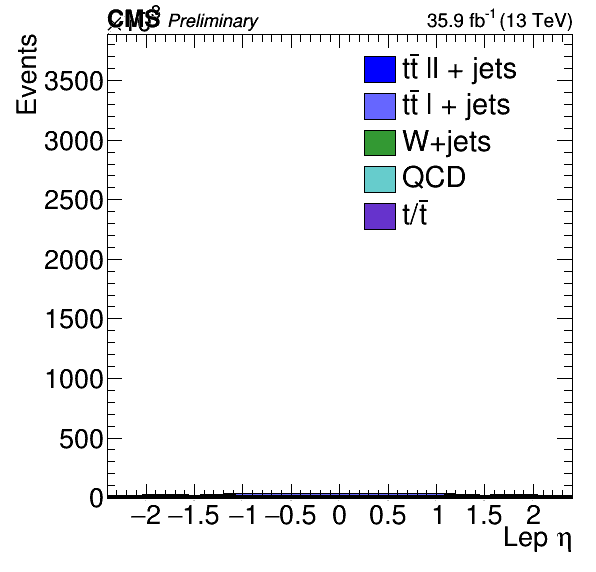 CMS Preliminary 35.9 fb⁻¹ (13 TeV)
Events
tt̄ ll + jets
tt̄ l + jets
W+jets
QCD
t/t̄
3500
3000
2500
2000
1500
1000
500
0
−2 −1.5 −1 −0.5 0 0.5 1 1.5 2
Lep η